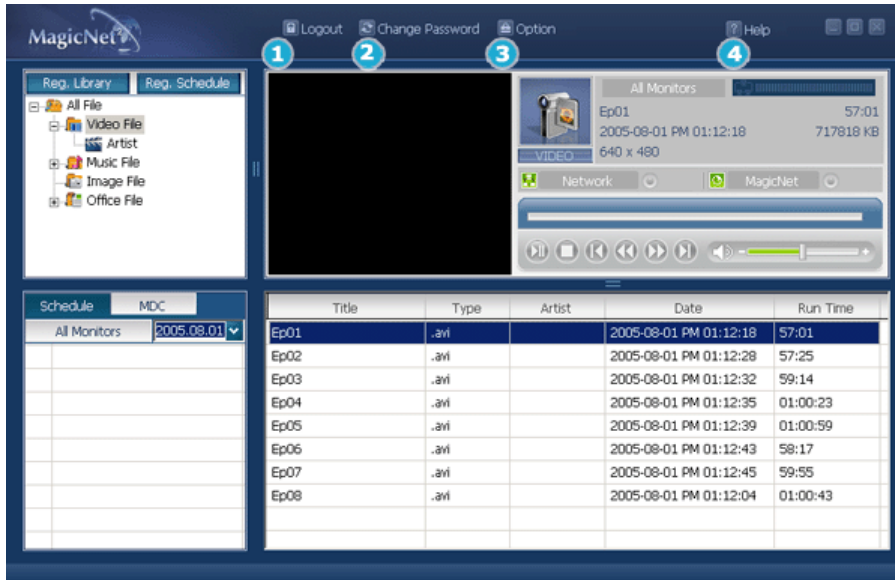 MagicNet
Logout Change Password Option Help
1 2 3 4
Reg. Library Reg. Schedule
All File
Video File
Artist
Music File
Image File
Office File
All Monitors
Ep01 57:01
2005-08-01 PM 01:12:18 717818 KB
640 x 480
VIDEO
Network MagicNet
Schedule MDC
All Monitors 2005.08.01
Title Type Artist Date Run Time
Ep01 .avi 2005-08-01 PM 01:12:18 57:01
Ep02 .avi 2005-08-01 PM 01:12:28 57:25
Ep03 .avi 2005-08-01 PM 01:12:32 59:14
Ep04 .avi 2005-08-01 PM 01:12:35 01:00:23
Ep05 .avi 2005-08-01 PM 01:12:39 01:00:59
Ep06 .avi 2005-08-01 PM 01:12:43 58:17
Ep07 .avi 2005-08-01 PM 01:12:45 59:55
Ep08 .avi 2005-08-01 PM 01:12:04 01:00:43